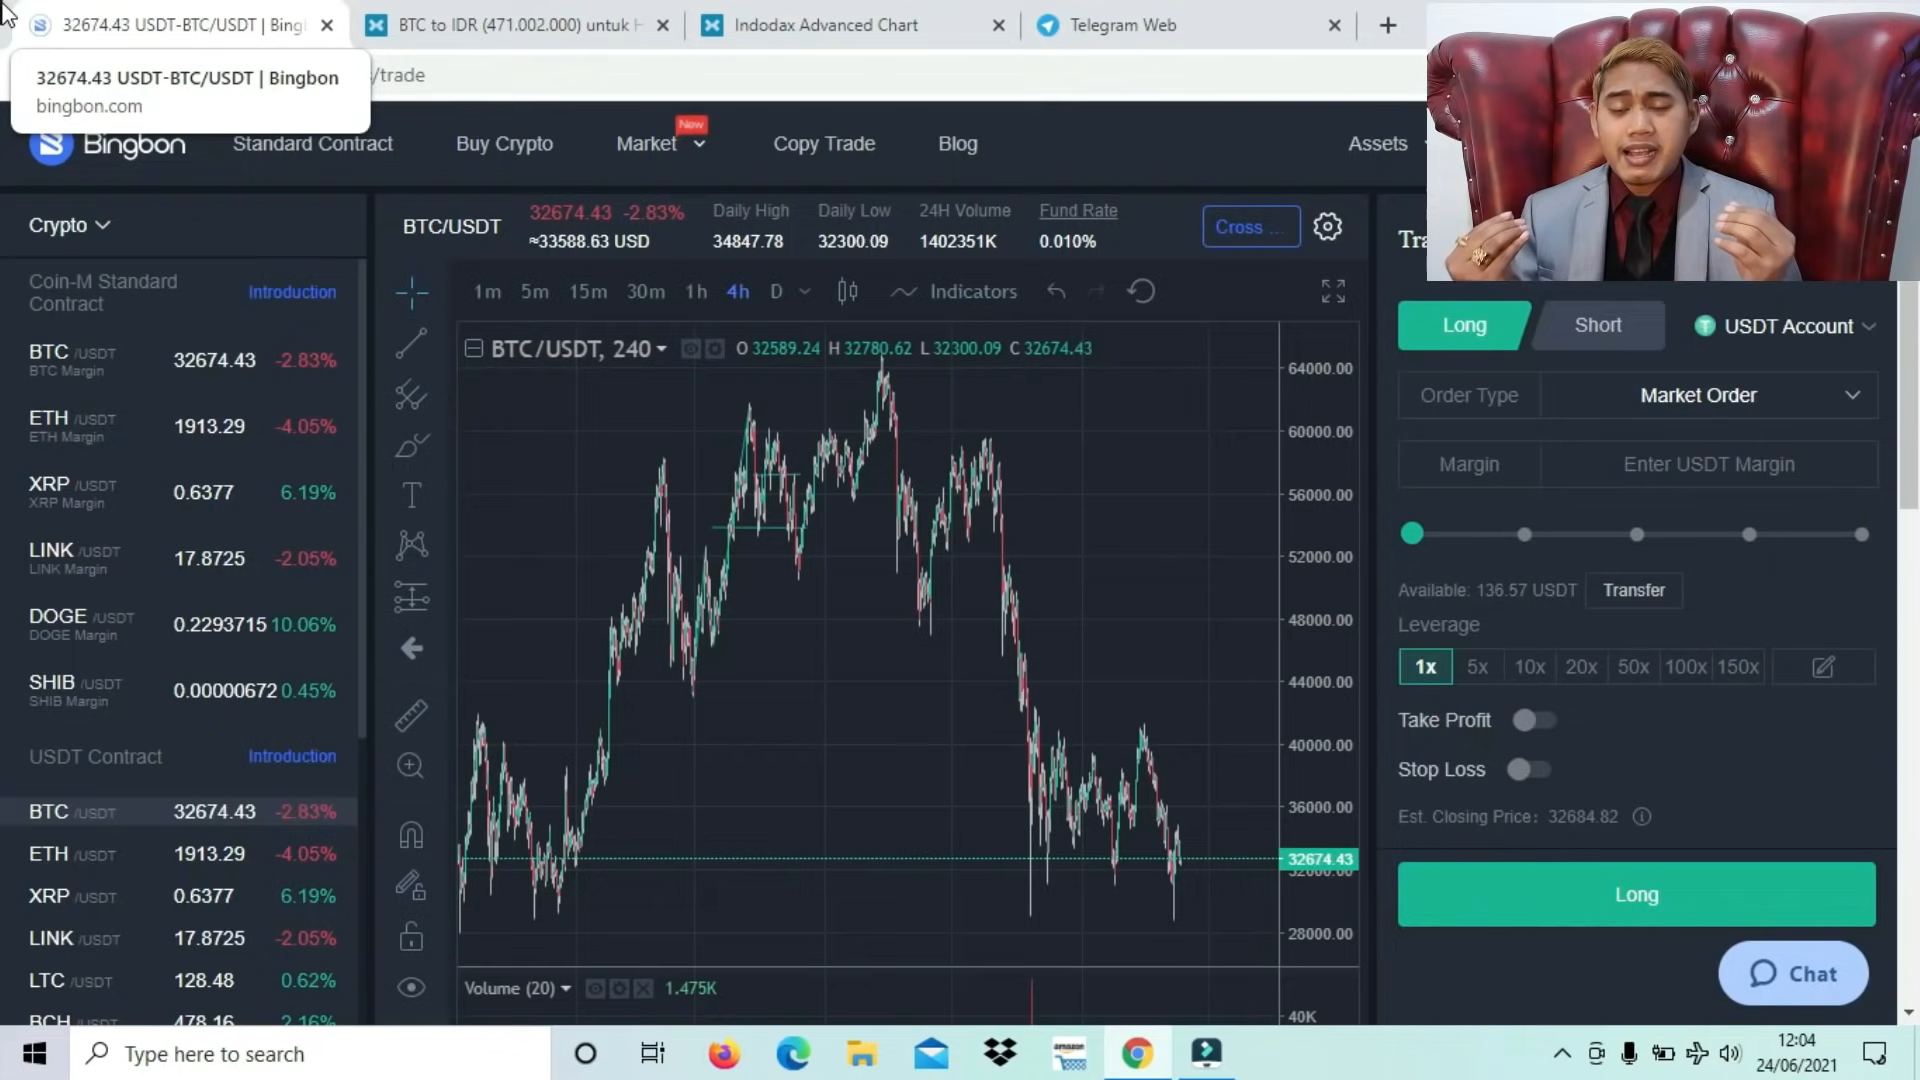 32674.43 USDT-BTC/USDT | Bingl
BTC to IDR (471.002.000) untuk H
Indodax Advanced Chart
Telegram Web
32674.43 USDT-BTC/USDT | Bingbon
bingbon.com
/trade
Bingbon
Standard Contract
Buy Crypto
Market
New
Copy Trade
Blog
Assets
Crypto
BTC/USDT
32674.43 -2.83%
≈33588.63 USD
Daily High
34847.78
Daily Low
32300.09
24H Volume
1402351K
Fund Rate
0.010%
Cross ...
Coin-M Standard
Contract
Introduction
BTC /USDT 32674.43 -2.83%
BTC Margin
ETH /USDT 1913.29 -4.05%
ETH Margin
XRP /USDT 0.6377 6.19%
XRP Margin
LINK /USDT 17.8725 -2.05%
LINK Margin
DOGE /USDT 0.2293715 10.06%
DOGE Margin
SHIB /USDT 0.00000672 0.45%
SHIB Margin
USDT Contract Introduction
BTC /USDT 32674.43 -2.83%
ETH /USDT 1913.29 -4.05%
XRP /USDT 0.6377 6.19%
LINK /USDT 17.8725 -2.05%
LTC /USDT 128.48 0.62%
BCH /USDT 478.16 2.16%
1m 5m 15m 30m 1h 4h D
Indicators
BTC/USDT, 240
O 32589.24 H 32780.62 L 32300.09 C 32674.43
64000.00
60000.00
56000.00
52000.00
48000.00
44000.00
40000.00
36000.00
32674.43
32000.00
28000.00
Volume (20) 1.475K
40K
Long
Short
USDT Account
Order Type Market Order
Margin Enter USDT Margin
Available: 136.57 USDT Transfer
Leverage
1x 5x 10x 20x 50x 100x 150x
Take Profit
Stop Loss
Est. Closing Price: 32684.82
Long
Chat
Type here to search
amazon
12:04
24/06/2021